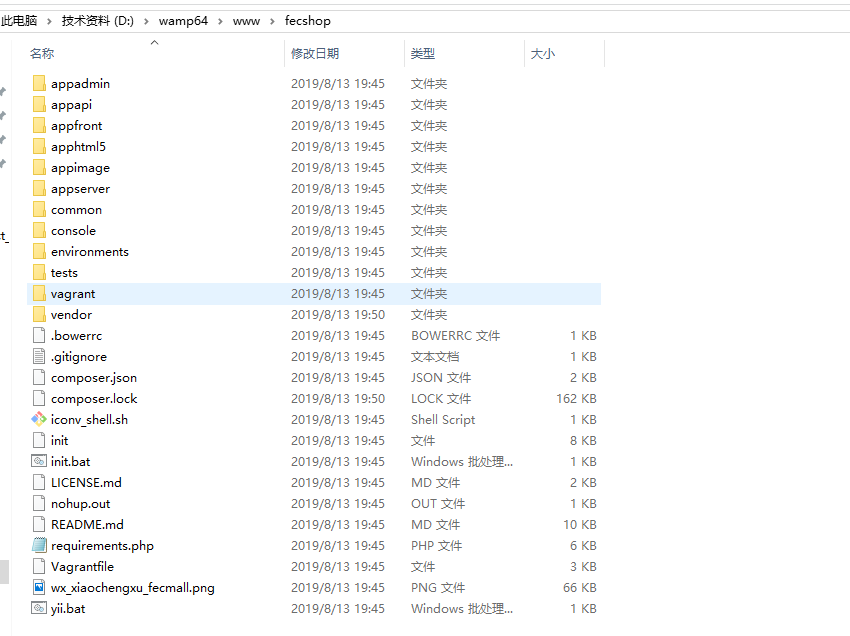 此电脑 › 技术资料 (D:) › wamp64 › www › fecshop
名称 修改日期 类型 大小
appadmin 2019/8/13 19:45 文件夹
appapi 2019/8/13 19:45 文件夹
appfront 2019/8/13 19:45 文件夹
apphtml5 2019/8/13 19:45 文件夹
appimage 2019/8/13 19:45 文件夹
appserver 2019/8/13 19:45 文件夹
common 2019/8/13 19:45 文件夹
console 2019/8/13 19:45 文件夹
environments 2019/8/13 19:45 文件夹
tests 2019/8/13 19:45 文件夹
vagrant 2019/8/13 19:45 文件夹
vendor 2019/8/13 19:50 文件夹
.bowerrc 2019/8/13 19:45 BOWERRC 文件 1 KB
.gitignore 2019/8/13 19:45 文本文档 1 KB
composer.json 2019/8/13 19:45 JSON 文件 2 KB
composer.lock 2019/8/13 19:50 LOCK 文件 162 KB
iconv_shell.sh 2019/8/13 19:45 Shell Script 1 KB
init 2019/8/13 19:45 文件 8 KB
init.bat 2019/8/13 19:45 Windows 批处理... 1 KB
LICENSE.md 2019/8/13 19:45 MD 文件 2 KB
nohup.out 2019/8/13 19:45 OUT 文件 1 KB
README.md 2019/8/13 19:45 MD 文件 10 KB
requirements.php 2019/8/13 19:45 PHP 文件 6 KB
Vagrantfile 2019/8/13 19:45 文件 3 KB
wx_xiaochengxu_fecmall.png 2019/8/13 19:45 PNG 文件 66 KB
yii.bat 2019/8/13 19:45 Windows 批处理... 1 KB